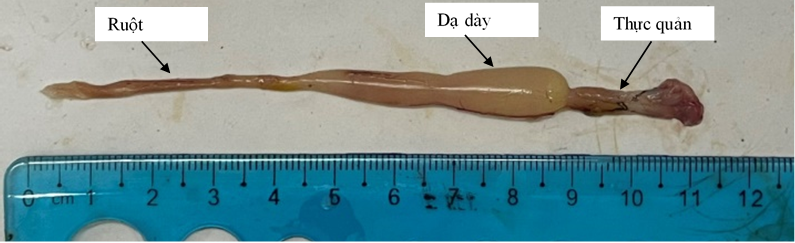 Ruột
Dạ dày
Thực quản
0 cm 1 2 3 4 5 6 7 8 9 10 11 12